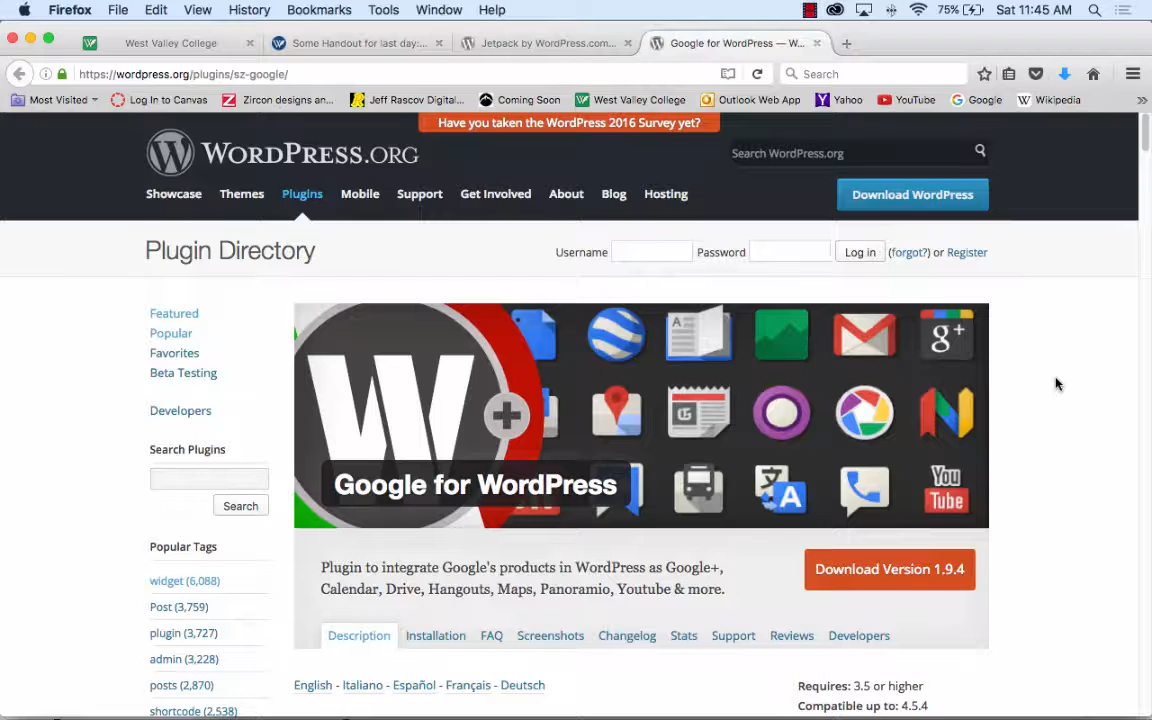 Firefox File Edit View History Bookmarks Tools Window Help 75% Sat 11:45 AM
West Valley College Some Handout for last day:... Jetpack by WordPress.com... Google for WordPress — W...
https://wordpress.org/plugins/sz-google/ Search
Most Visited Log In to Canvas Zircon designs an... Jeff Rascov Digital... Coming Soon West Valley College Outlook Web App Yahoo YouTube Google Wikipedia
Have you taken the WordPress 2016 Survey yet?
WORDPRESS.ORG
Search WordPress.org
Showcase Themes Plugins Mobile Support Get Involved About Blog Hosting
Download WordPress
Plugin Directory
Username Password Log in (forgot?) or Register
Featured
Popular
Favorites
Beta Testing
Developers
Search Plugins
Search
Popular Tags
widget (6,088)
Post (3,759)
plugin (3,727)
admin (3,228)
posts (2,870)
shortcode (2,538)
g+
You
Tube
Google for WordPress
Plugin to integrate Google's products in WordPress as Google+,
Calendar, Drive, Hangouts, Maps, Panoramio, Youtube & more.
Download Version 1.9.4
Description Installation FAQ Screenshots Changelog Stats Support Reviews Developers
English - Italiano - Español - Français - Deutsch
Requires: 3.5 or higher
Compatible up to: 4.5.4